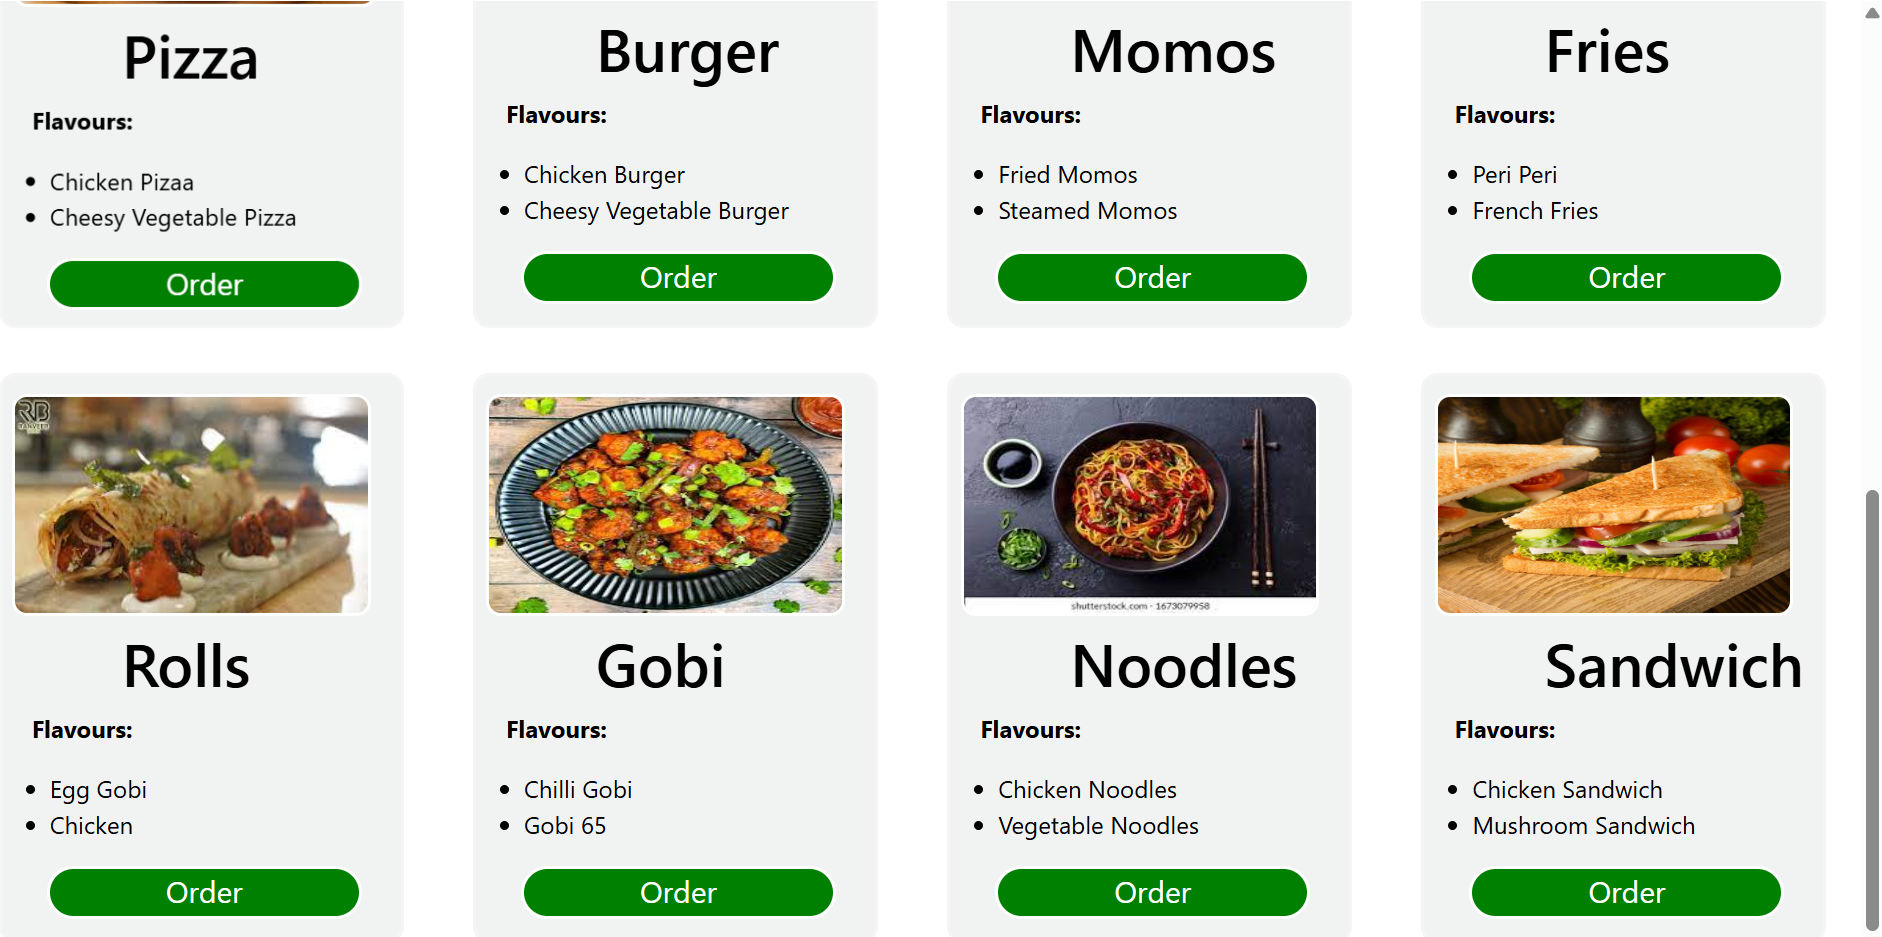 Pizza
Flavours:
Chicken Pizaa
Cheesy Vegetable Pizza
Order
Burger
Flavours:
Chicken Burger
Cheesy Vegetable Burger
Order
Momos
Flavours:
Fried Momos
Steamed Momos
Order
Fries
Flavours:
Peri Peri
French Fries
Order
RB
Rolls
Flavours:
Egg Gobi
Chicken
Order
Gobi
Flavours:
Chilli Gobi
Gobi 65
Order
shutterstock.com · 1673079958
Noodles
Flavours:
Chicken Noodles
Vegetable Noodles
Order
Sandwich
Flavours:
Chicken Sandwich
Mushroom Sandwich
Order